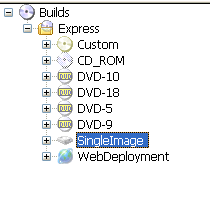 Builds
Express
Custom
CD_ROM
DVD-10
DVD-18
DVD-5
DVD-9
SingleImage
WebDeployment